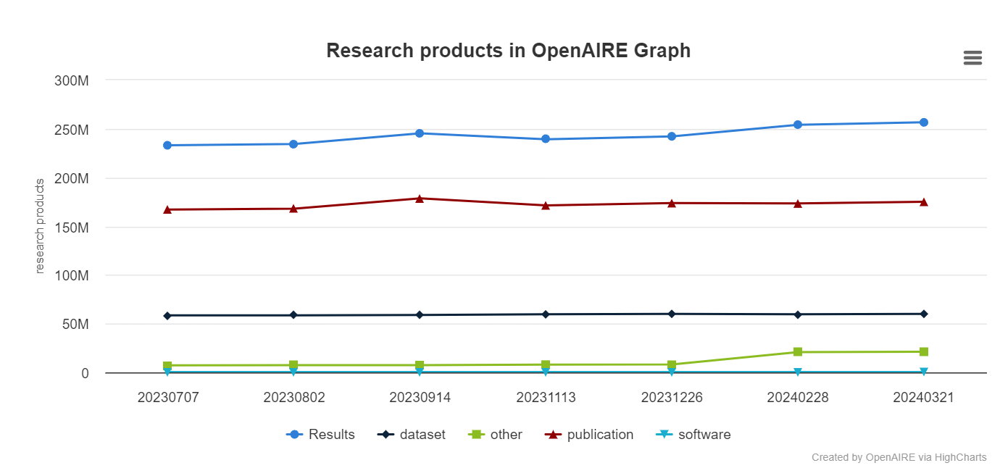 Research products in OpenAIRE Graph
300M
250M
200M
150M
100M
50M
0
research products
20230707 20230802 20230914 20231113 20231226 20240228 20240321
Results dataset other publication software
Created by OpenAIRE via HighCharts